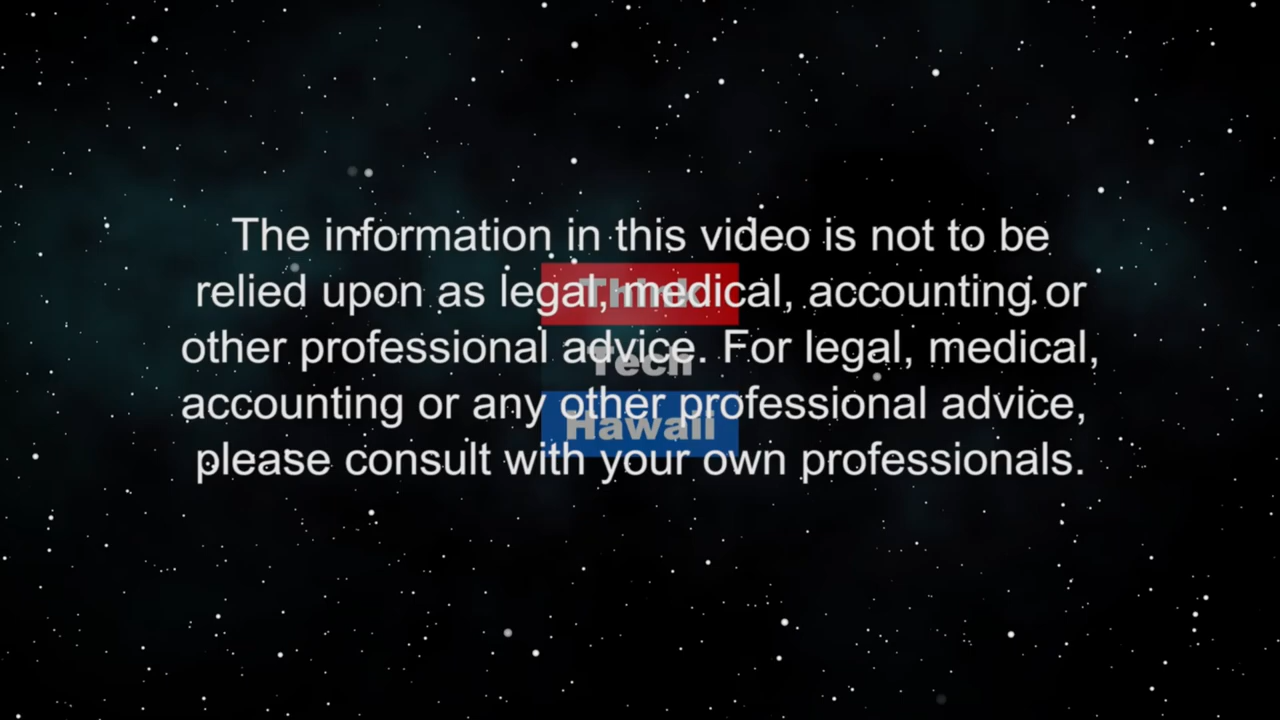 The information in this video is not to be
relied upon as legal, medical, accounting or
other professional advice. For legal, medical,
accounting or any other professional advice,
please consult with your own professionals.
Think
Tech
Hawaii